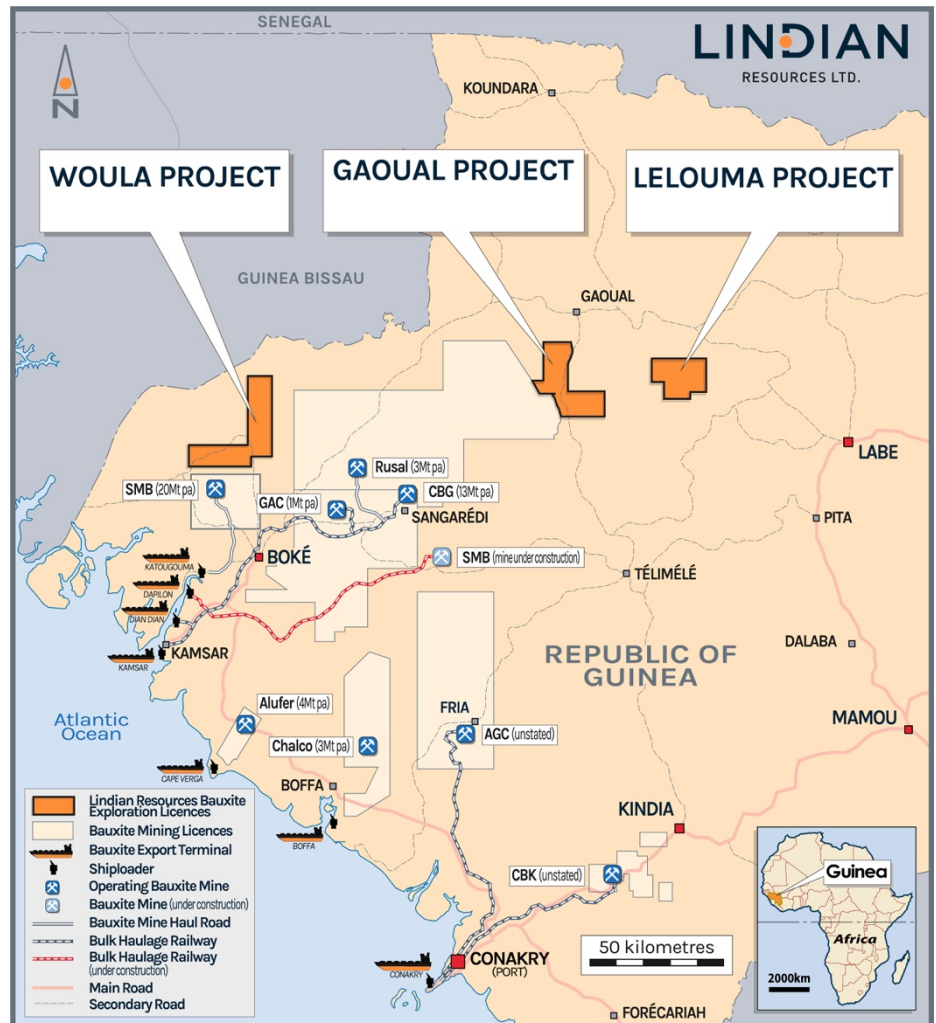 SENEGAL
LINDIAN
RESOURCES LTD.
N
KOUNDARA
WOULA PROJECT
GAOUAL PROJECT
LELOUMA PROJECT
GUINEA BISSAU
GAOUAL
LABE
SMB (20Mt pa)
Rusal (3Mt pa)
GAC (1Mt pa)
CBG (13Mt pa)
SANGARÉDI
PITA
BOKÉ
SMB (mine under construction)
TÉLIMÉLÉ
KATOUGOUMA
DAPILON
DIAN DIAN
KAMSAR
KAMSAR
DALABA
REPUBLIC OF
GUINEA
MAMOU
Atlantic
Ocean
Alufer (4Mt pa)
Chalco (3Mt pa)
FRIA
AGC (unstated)
CAPE VERGA
BOFFA
BOFFA
KINDIA
CBK (unstated)
CONAKRY
(PORT)
CONAKRY
FORÉCARIAH
50 kilometres
Lindian Resources Bauxite
Exploration Licences
Bauxite Mining Licences
Bauxite Export Terminal
Shiploader
Operating Bauxite Mine
Bauxite Mine (under construction)
Bauxite Mine Haul Road
Bulk Haulage Railway
Bulk Haulage Railway
(under construction)
Main Road
Secondary Road
Guinea
Africa
2000km